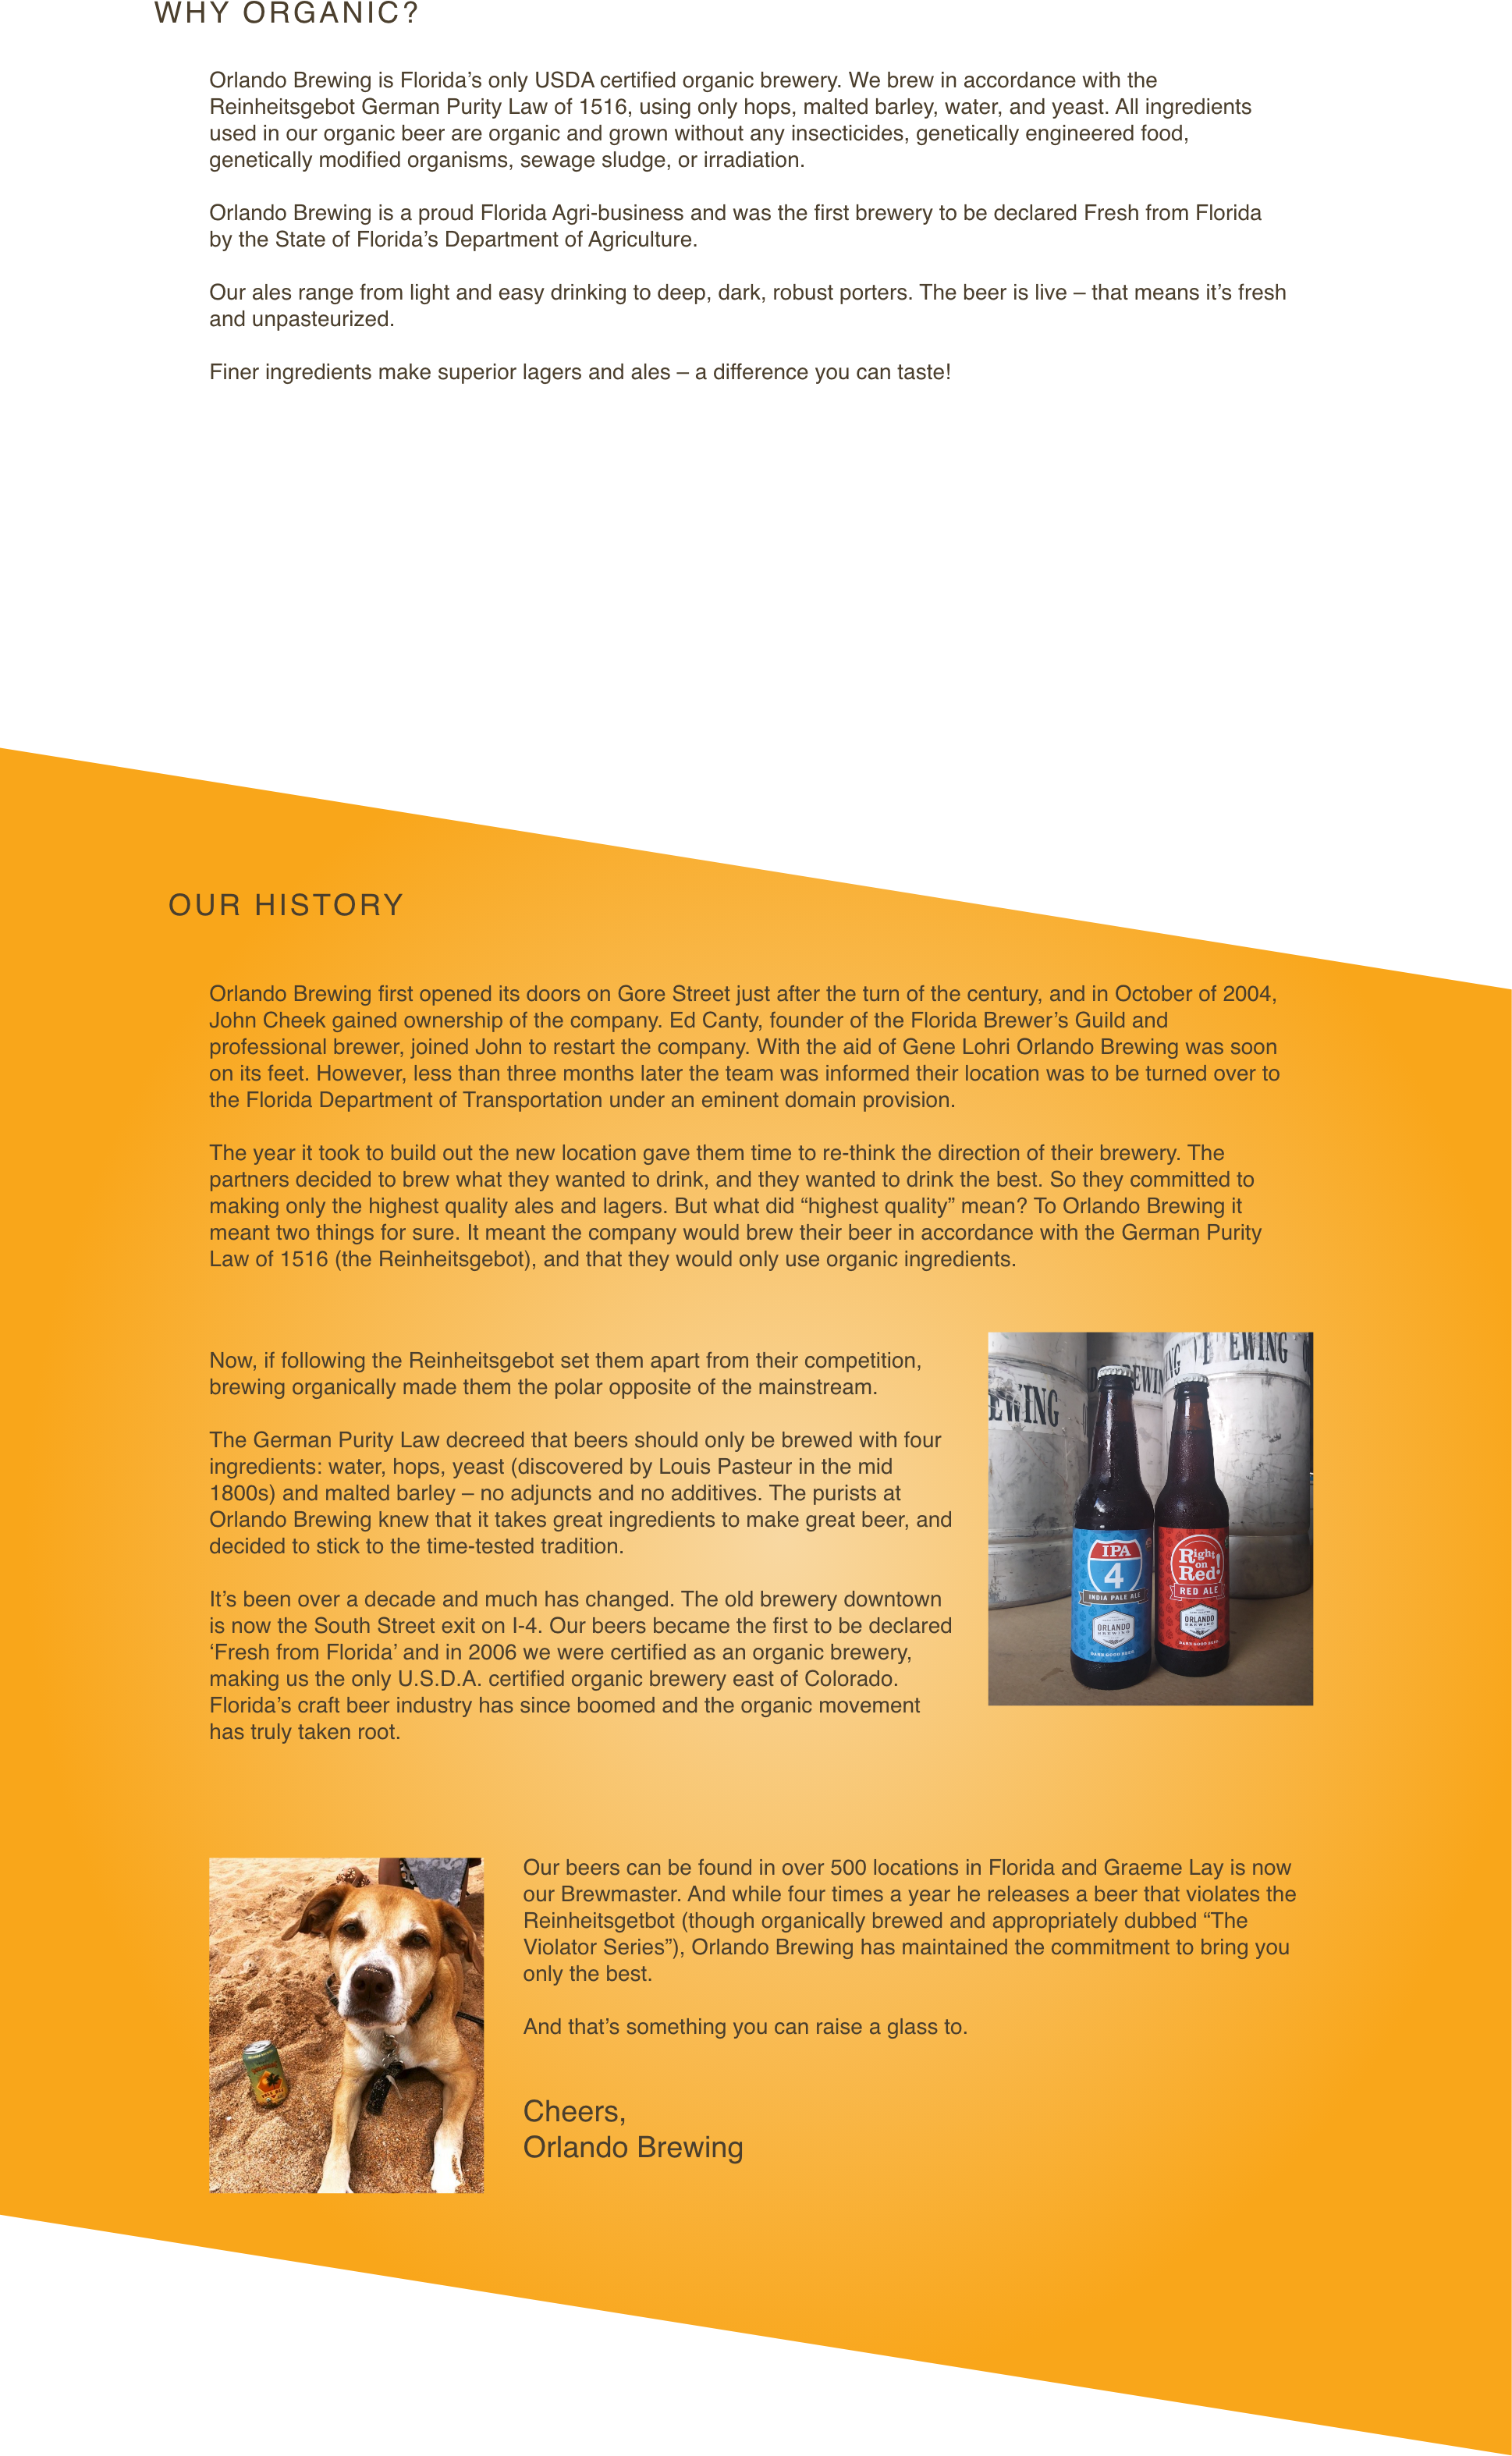 WHY ORGANIC?
Orlando Brewing is Florida’s only USDA certified organic brewery. We brew in accordance with the
Reinheitsgebot German Purity Law of 1516, using only hops, malted barley, water, and yeast. All ingredients
used in our organic beer are organic and grown without any insecticides, genetically engineered food,
genetically modified organisms, sewage sludge, or irradiation.
Orlando Brewing is a proud Florida Agri-business and was the first brewery to be declared Fresh from Florida
by the State of Florida’s Department of Agriculture.
Our ales range from light and easy drinking to deep, dark, robust porters. The beer is live – that means it’s fresh
and unpasteurized.
Finer ingredients make superior lagers and ales – a difference you can taste!
OUR HISTORY
Orlando Brewing first opened its doors on Gore Street just after the turn of the century, and in October of 2004,
John Cheek gained ownership of the company. Ed Canty, founder of the Florida Brewer’s Guild and
professional brewer, joined John to restart the company. With the aid of Gene Lohri Orlando Brewing was soon
on its feet. However, less than three months later the team was informed their location was to be turned over to
the Florida Department of Transportation under an eminent domain provision.
The year it took to build out the new location gave them time to re-think the direction of their brewery. The
partners decided to brew what they wanted to drink, and they wanted to drink the best. So they committed to
making only the highest quality ales and lagers. But what did “highest quality” mean? To Orlando Brewing it
meant two things for sure. It meant the company would brew their beer in accordance with the German Purity
Law of 1516 (the Reinheitsgebot), and that they would only use organic ingredients.
Now, if following the Reinheitsgebot set them apart from their competition,
brewing organically made them the polar opposite of the mainstream.
The German Purity Law decreed that beers should only be brewed with four
ingredients: water, hops, yeast (discovered by Louis Pasteur in the mid
1800s) and malted barley – no adjuncts and no additives. The purists at
Orlando Brewing knew that it takes great ingredients to make great beer, and
decided to stick to the time-tested tradition.
It’s been over a decade and much has changed. The old brewery downtown
is now the South Street exit on I-4. Our beers became the first to be declared
‘Fresh from Florida’ and in 2006 we were certified as an organic brewery,
making us the only U.S.D.A. certified organic brewery east of Colorado.
Florida’s craft beer industry has since boomed and the organic movement
has truly taken root.
EWING
EWING
IPA
4
INDIA PALE ALE
ORLANDO
BREWING
Right
on
Red!
RED ALE
ORLANDO
BREWING
Our beers can be found in over 500 locations in Florida and Graeme Lay is now
our Brewmaster. And while four times a year he releases a beer that violates the
Reinheitsgetbot (though organically brewed and appropriately dubbed “The
Violator Series”), Orlando Brewing has maintained the commitment to bring you
only the best.
And that’s something you can raise a glass to.
Cheers,
Orlando Brewing